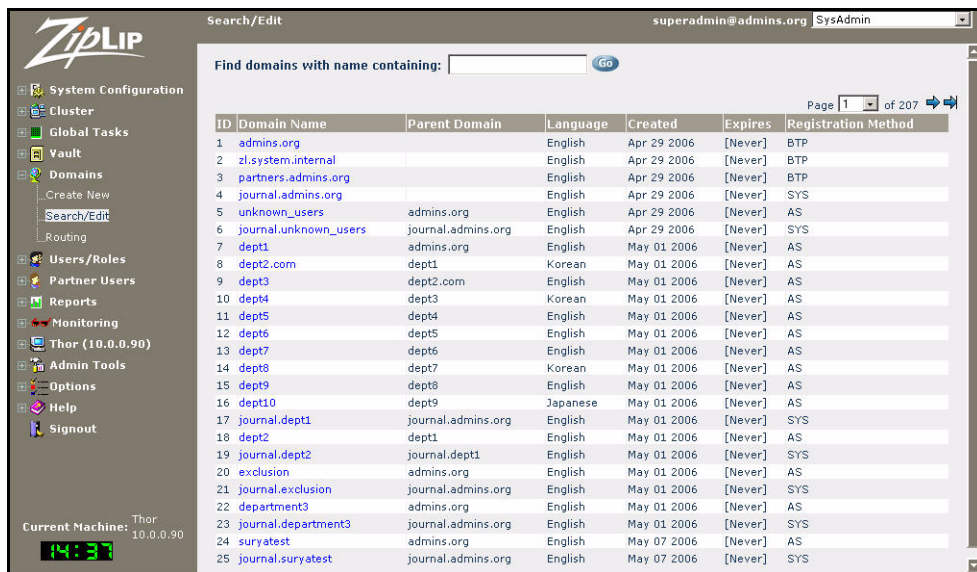 ZipLip
Search/Edit
superadmin@admins.org SysAdmin
System Configuration
Cluster
Global Tasks
Vault
Domains
Create New
Search/Edit
Routing
Users/Roles
Partner Users
Reports
Monitoring
Thor (10.0.0.90)
Admin Tools
Options
Help
Signout
Current Machine: Thor
10.0.0.90
14:37
Find domains with name containing: Go
Page 1 of 207
ID Domain Name Parent Domain Language Created Expires Registration Method
1 admins.org English Apr 29 2006 [Never] BTP
2 zl.system.internal English Apr 29 2006 [Never] BTP
3 partners.admins.org English Apr 29 2006 [Never] BTP
4 journal.admins.org English Apr 29 2006 [Never] SYS
5 unknown_users admins.org English Apr 29 2006 [Never] AS
6 journal.unknown_users journal.admins.org English Apr 29 2006 [Never] SYS
7 dept1 admins.org English May 01 2006 [Never] AS
8 dept2.com dept1 Korean May 01 2006 [Never] AS
9 dept3 dept2.com English May 01 2006 [Never] AS
10 dept4 dept3 Korean May 01 2006 [Never] AS
11 dept5 dept4 English May 01 2006 [Never] AS
12 dept6 dept5 English May 01 2006 [Never] AS
13 dept7 dept6 English May 01 2006 [Never] AS
14 dept8 dept7 Korean May 01 2006 [Never] AS
15 dept9 dept8 English May 01 2006 [Never] AS
16 dept10 dept9 Japanese May 01 2006 [Never] AS
17 journal.dept1 journal.admins.org English May 01 2006 [Never] SYS
18 dept2 dept1 English May 01 2006 [Never] AS
19 journal.dept2 journal.dept1 English May 01 2006 [Never] SYS
20 exclusion admins.org English May 01 2006 [Never] AS
21 journal.exclusion journal.admins.org English May 01 2006 [Never] SYS
22 department3 admins.org English May 01 2006 [Never] AS
23 journal.department3 journal.admins.org English May 01 2006 [Never] SYS
24 suryatest admins.org English May 07 2006 [Never] AS
25 journal.suryatest journal.admins.org English May 07 2006 [Never] SYS